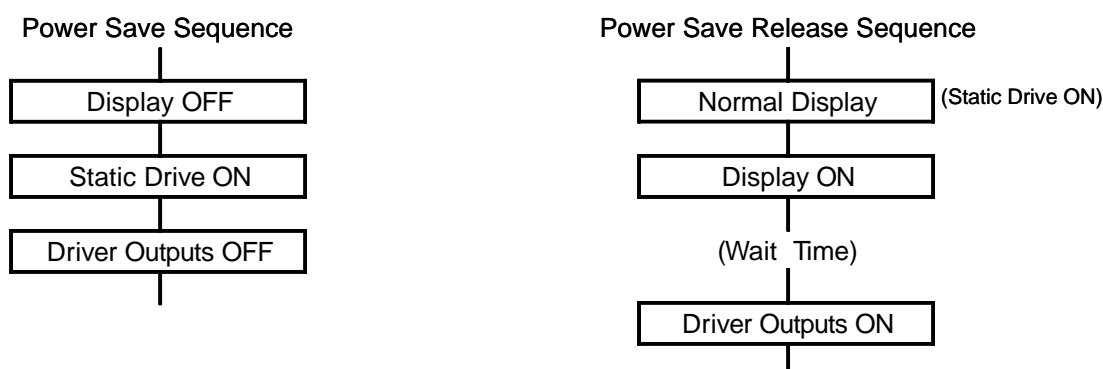 Power Save Sequence
Display OFF
Static Drive ON
Driver Outputs OFF
Power Save Release Sequence
Normal Display
(Static Drive ON)
Display ON
(Wait Time)
Driver Outputs ON